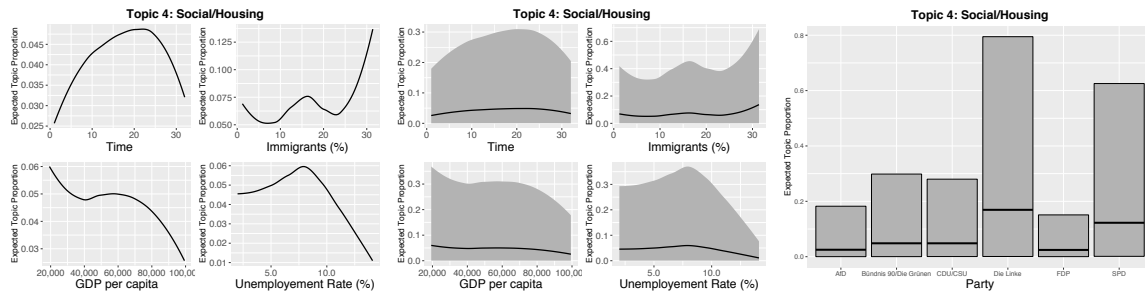 Topic 4: Social/Housing
Expected Topic Proportion
0.045
0.040
0.035
0.030
0.025
0
10
20
30
Time
Expected Topic Proportion
0.125
0.100
0.075
0.050
0
10
20
30
Immigrants (%)
Expected Topic Proportion
0.06
0.05
0.04
0.03
20,000
40,000
60,000
80,000
100,000
GDP per capita
Expected Topic Proportion
0.06
0.05
0.04
0.03
0.02
0.01
5.0
10.0
Unemployment Rate (%)
Topic 4: Social/Housing
Expected Topic Proportion
0.3
0.2
0.1
0.0
0
10
20
30
Time
Expected Topic Proportion
0.6
0.4
0.2
0.0
0
10
20
30
Immigrants (%)
Expected Topic Proportion
0.3
0.2
0.1
0.0
20,000
40,000
60,000
80,000
100,000
GDP per capita
Expected Topic Proportion
0.3
0.2
0.1
0.0
5.0
10.0
Unemployment Rate (%)
Topic 4: Social/Housing
Expected Topic Proportion
0.8
0.6
0.4
0.2
0.0
AfD
Bündnis 90/Die Grünen
CDU/CSU
Die Linke
FDP
SPD
Party